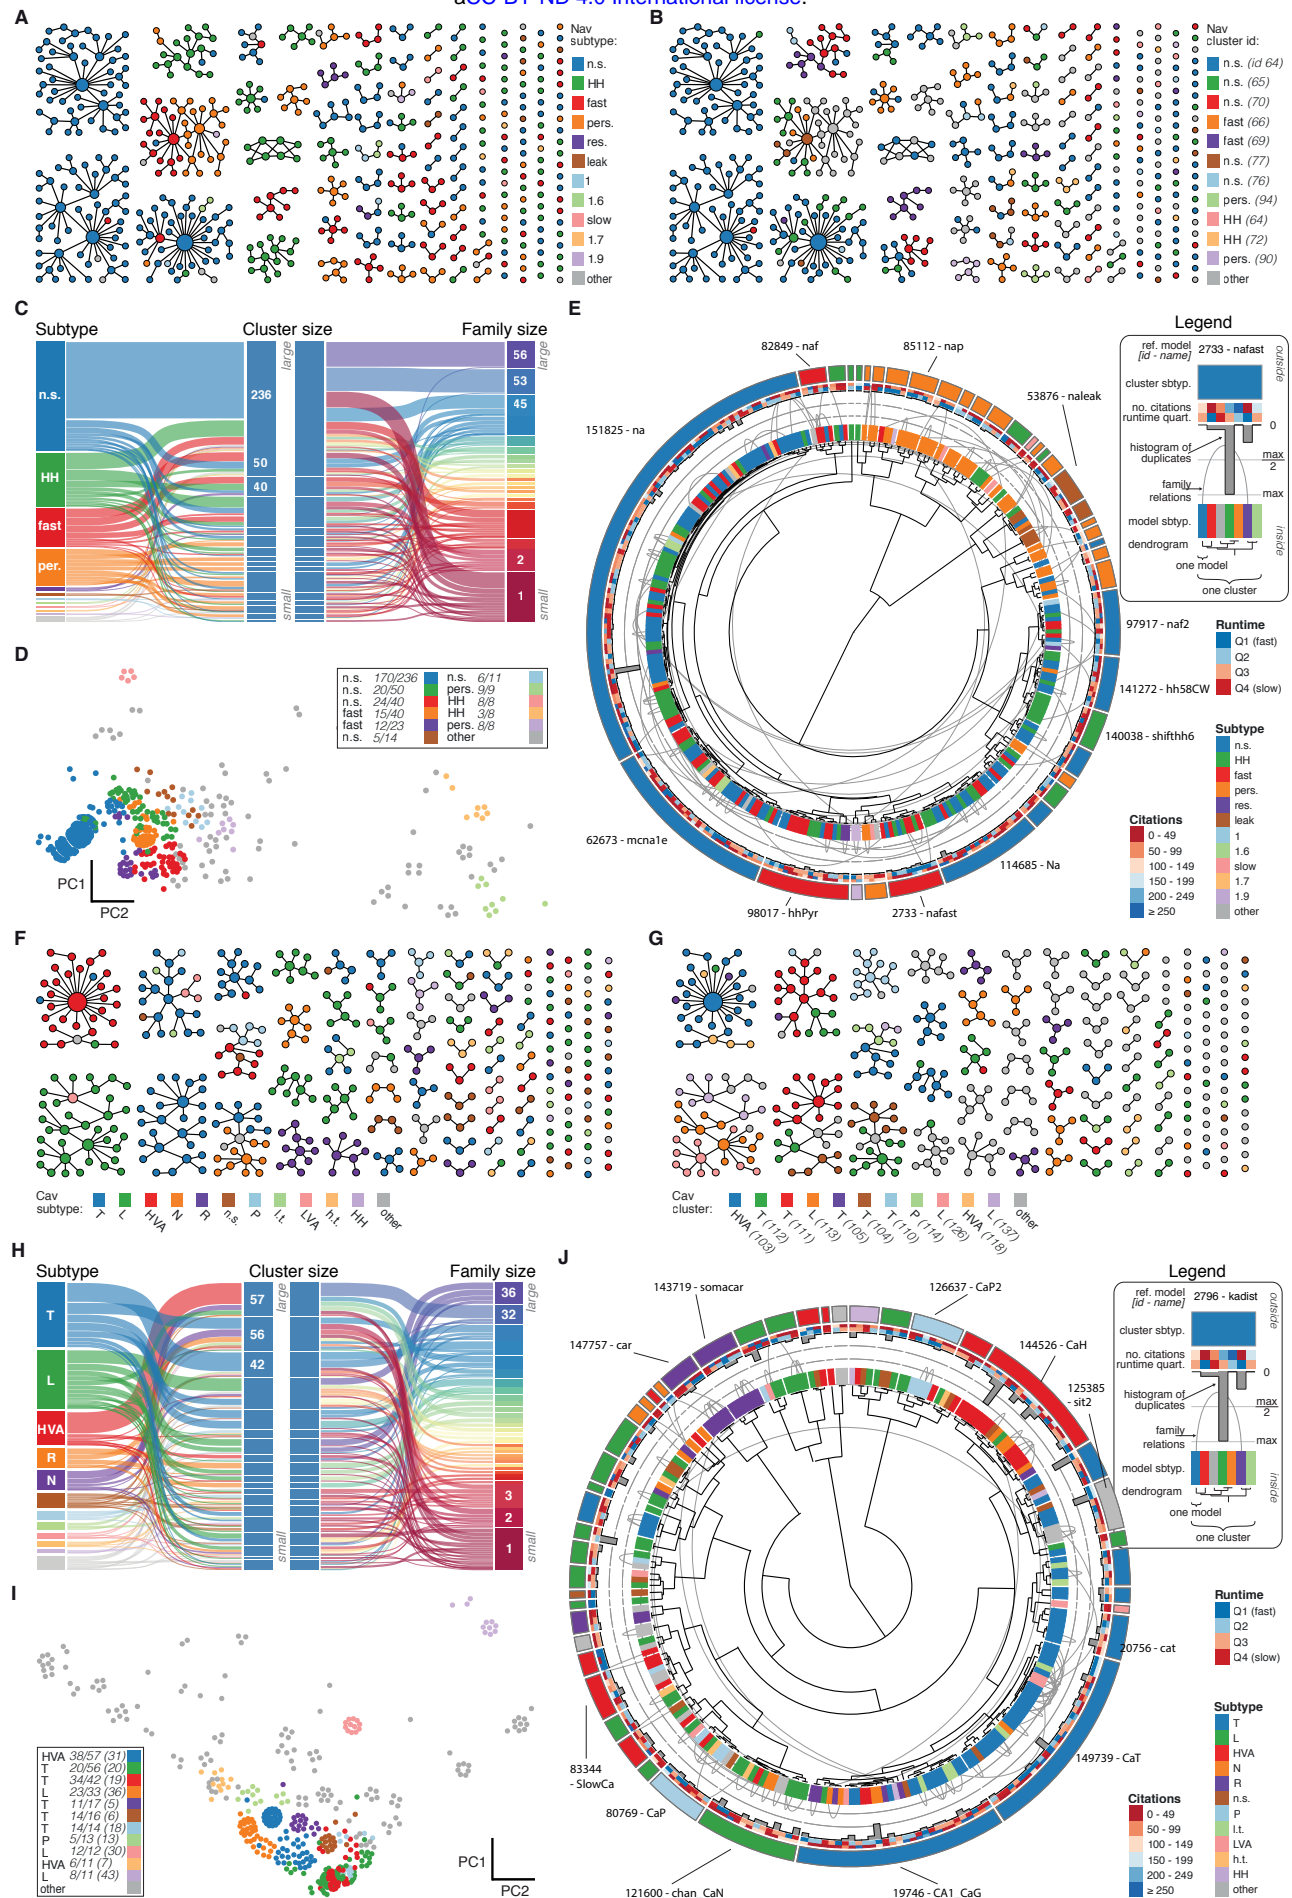 aCC-BY-ND 4.0 International license.
A
Nav
subtype:
n.s.
HH
fast
pers.
res.
leak
1
1.6
slow
1.7
1.9
other
B
Nav
cluster id:
n.s. (id 64)
n.s. (65)
n.s. (70)
fast (66)
fast (69)
n.s. (77)
n.s. (76)
pers. (94)
HH (64)
HH (72)
pers. (90)
other
C
Subtype
Cluster size
Family size
n.s.
HH
fast
per.
236
50
40
large
small
56
53
45
2
1
large
small
D
n.s. 170/236
n.s. 20/50
n.s. 24/40
fast 15/40
fast 12/23
n.s. 5/14
n.s. 6/11
pers. 9/9
HH 8/8
HH 3/8
pers. 8/8
other
PC1
PC2
E
82849 - naf
85112 - nap
53876 - naleak
151825 - na
97917 - naf2
141272 - hh58CW
140038 - shifthh6
114685 - Na
2733 - nafast
98017 - hhPyr
62673 - mcna1e
Legend
ref. model
[id - name]
2733 - nafast
outside
cluster sbtyp.
no. citations
runtime quart.
0
histogram of
duplicates
max
2
family
relations
max
model sbtyp.
inside
dendrogram
one model
one cluster
Runtime
Q1 (fast)
Q2
Q3
Q4 (slow)
Subtype
n.s.
HH
fast
pers.
res.
leak
1
1.6
slow
1.7
1.9
other
Citations
0 - 49
50 - 99
100 - 149
150 - 199
200 - 249
≥ 250
F
Cav
subtype:
T
L
HVA
N
R
n.s.
P
l.t.
LVA
h.t.
HH
other
G
Cav
cluster:
HVA (103)
T (112)
T (111)
L (113)
T (105)
T (104)
T (110)
P (114)
L (126)
HVA (118)
L (137)
other
H
Subtype
Cluster size
Family size
T
L
HVA
R
N
57
56
42
large
small
36
32
3
2
1
large
small
I
HVA 38/57 (31)
T 20/56 (20)
T 34/42 (19)
L 23/33 (36)
T 11/17 (5)
T 14/16 (6)
T 14/14 (18)
P 5/13 (13)
L 12/12 (30)
HVA 6/11 (7)
L 8/11 (43)
other
PC1
PC2
J
143719 - somacar
126637 - CaP2
147757 - car
144526 - CaH
125385
- sit2
20756 - cat
149739 - CaT
19746 - CA1_CaG
121600 - chan_CaN
80769 - CaP
83344
- SlowCa
Legend
ref. model
[id - name]
2796 - kadist
outside
cluster sbtyp.
no. citations
runtime quart.
0
histogram of
duplicates
max
2
family
relations
max
model sbtyp.
inside
dendrogram
one model
one cluster
Runtime
Q1 (fast)
Q2
Q3
Q4 (slow)
Subtype
T
L
HVA
N
R
n.s.
P
l.t.
LVA
h.t.
HH
other
Citations
0 - 49
50 - 99
100 - 149
150 - 199
200 - 249
≥ 250